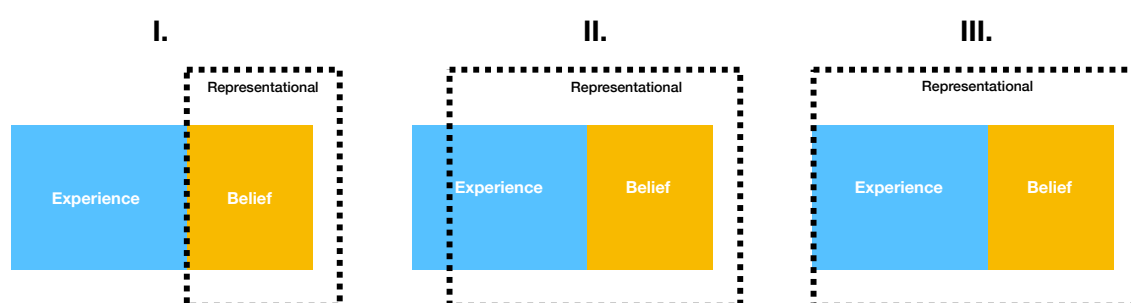 I.
II.
III.
Representational
Representational
Representational
Experience
Belief
Experience
Belief
Experience
Belief